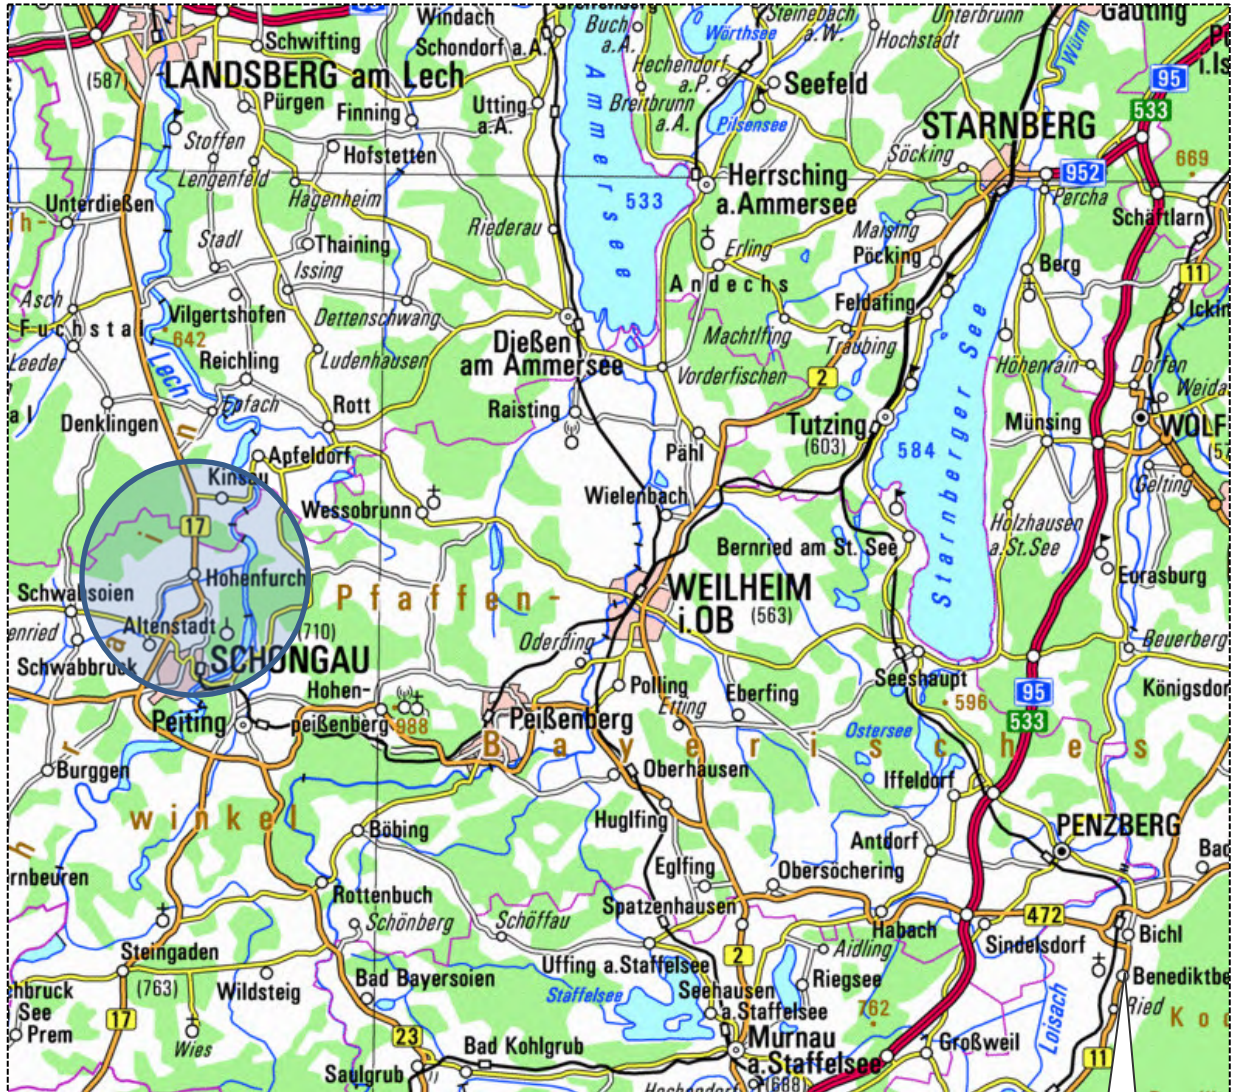 Windach
Schondorf a.A.
Buch
a.A.
Steinebach
a.W.
Unterbrunn
Gauting
Schwifting
Wörthsee
Hochstadt
Würm
(587)
LANDSBERG am Lech
Hechendorf
a.P.
Seefeld
95
533
Pürgen
Finning
Utting
a.A.
Breitbrunn
a.A.
Pilsensee
STARNBERG
Stoffen
Hofstetten
Söcking
952
669
Lengenfeld
Hagenheim
Ammersee
533
Herrsching
a.Ammersee
Percha
Unterdießen
Riederau
Maising
Schäftlarn
Stadl
Thaining
Erling
Pöcking
Berg
11
Issing
Andechs
Asch
Vilgertshofen
Dettenschwang
Feldafing
Fuchstal
642
Machtlfing
Traubing
Leeder
Reichling
Ludenhausen
Dießen
am Ammersee
Höhenrain
Dorfen
Lech
Vorderfischen
2
Starnberger See
Denklingen
Epfach
Rott
Raisting
Tutzing
(603)
584
Münsing
Pähl
Apfeldorf
Kinsau
Wessobrunn
Wielenbach
Gelting
17
Holzhausen
a.St.See
Bernried am St. See
Eurasburg
Hohenfurch
Pfaffen-
WEILHEIM
i.OB
(563)
Schwabsoien
Altenstadt
(710)
Oderding
Beuerberg
Schwabbruck
SCHONGAU
Seeshaupt
Hohen-
peißenberg
988
Polling
Etting
Eberfing
596
95
533
Peiting
Peißenberg
Ostersee
Bayerisches
Burggen
Oberhausen
Iffeldorf
winkel
Böbing
Huglfing
PENZBERG
Antdorf
Eglfing
Obersöchering
Rottenbuch
Schönberg
Schöffau
Spatzenhausen
Habach
472
Sindelsdorf
Bichl
Steingaden
2
Aidling
(763)
Wildsteig
Bad Bayersoien
Uffing a.Staffelsee
Riegsee
See
Prem
17
Staffelsee
Seehausen
a.Staffelsee
762
Loisach
Ried
Wies
23
Murnau
a.Staffelsee
(688)
Großweil
11
Saulgrub
Bad Kohlgrub